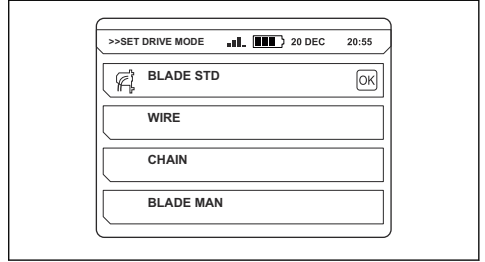 >>SET DRIVE MODE 20 DEC 20:55
BLADE STD OK
WIRE
CHAIN
BLADE MAN